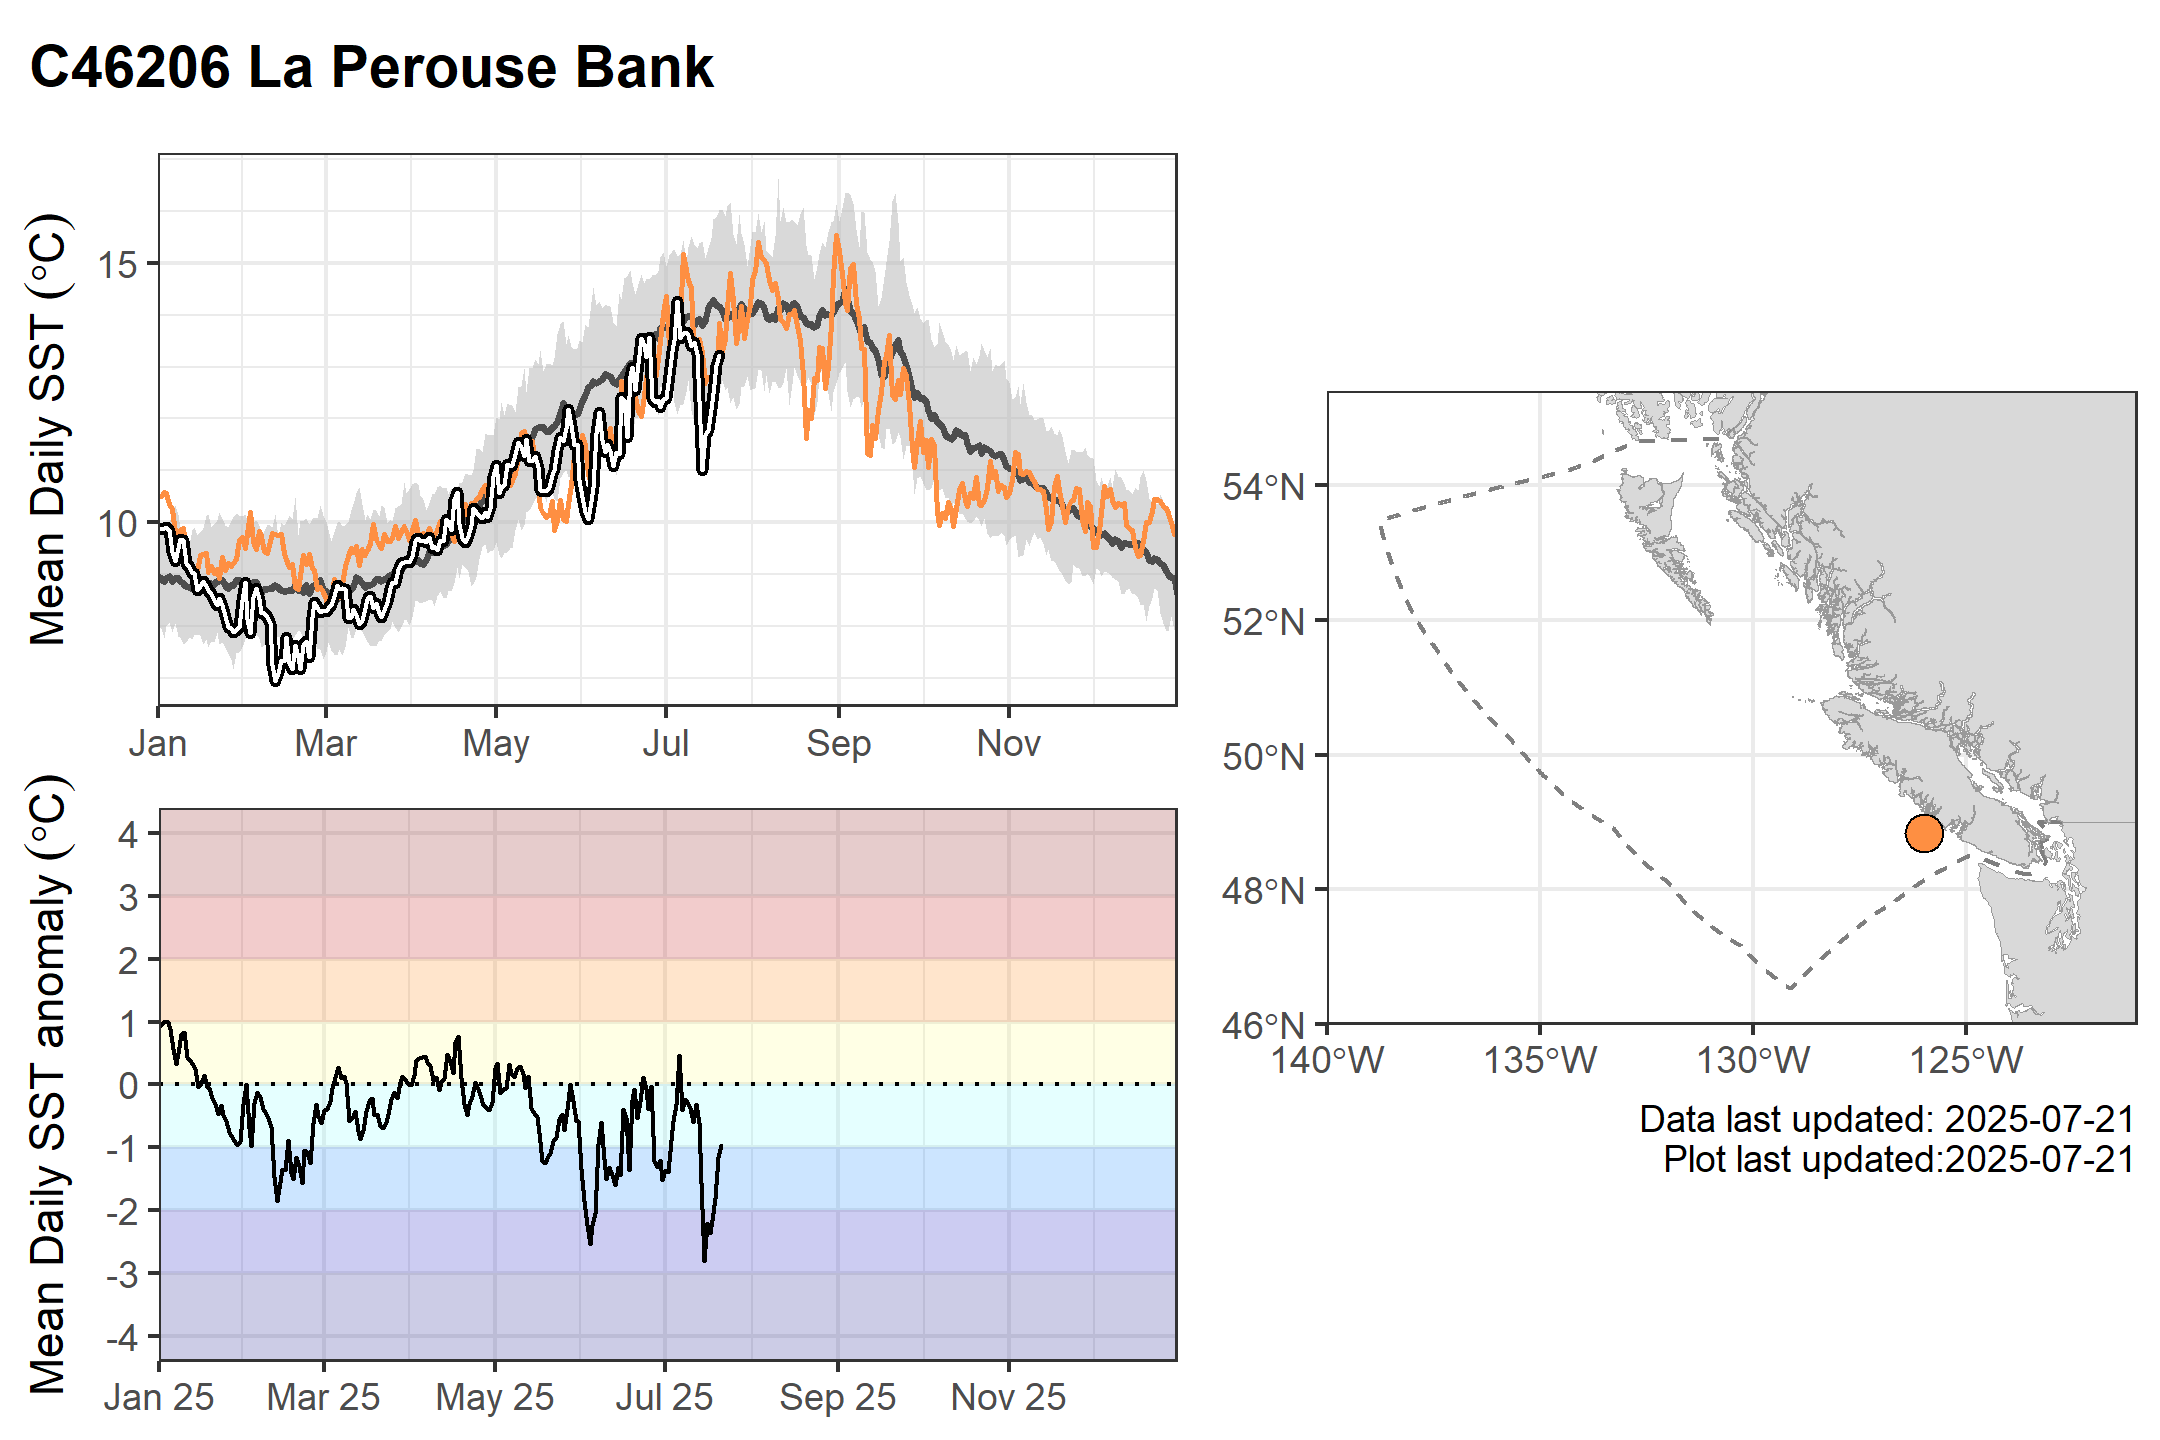 C46206 La Perouse Bank
Mean Daily SST (°C)
15
10
Jan
Mar
May
Jul
Sep
Nov
Mean Daily SST anomaly (°C)
4
3
2
1
0
-1
-2
-3
-4
Jan 25
Mar 25
May 25
Jul 25
Sep 25
Nov 25
54°N
52°N
50°N
48°N
46°N
140°W
135°W
130°W
125°W
Data last updated: 2025-07-21
Plot last updated:2025-07-21